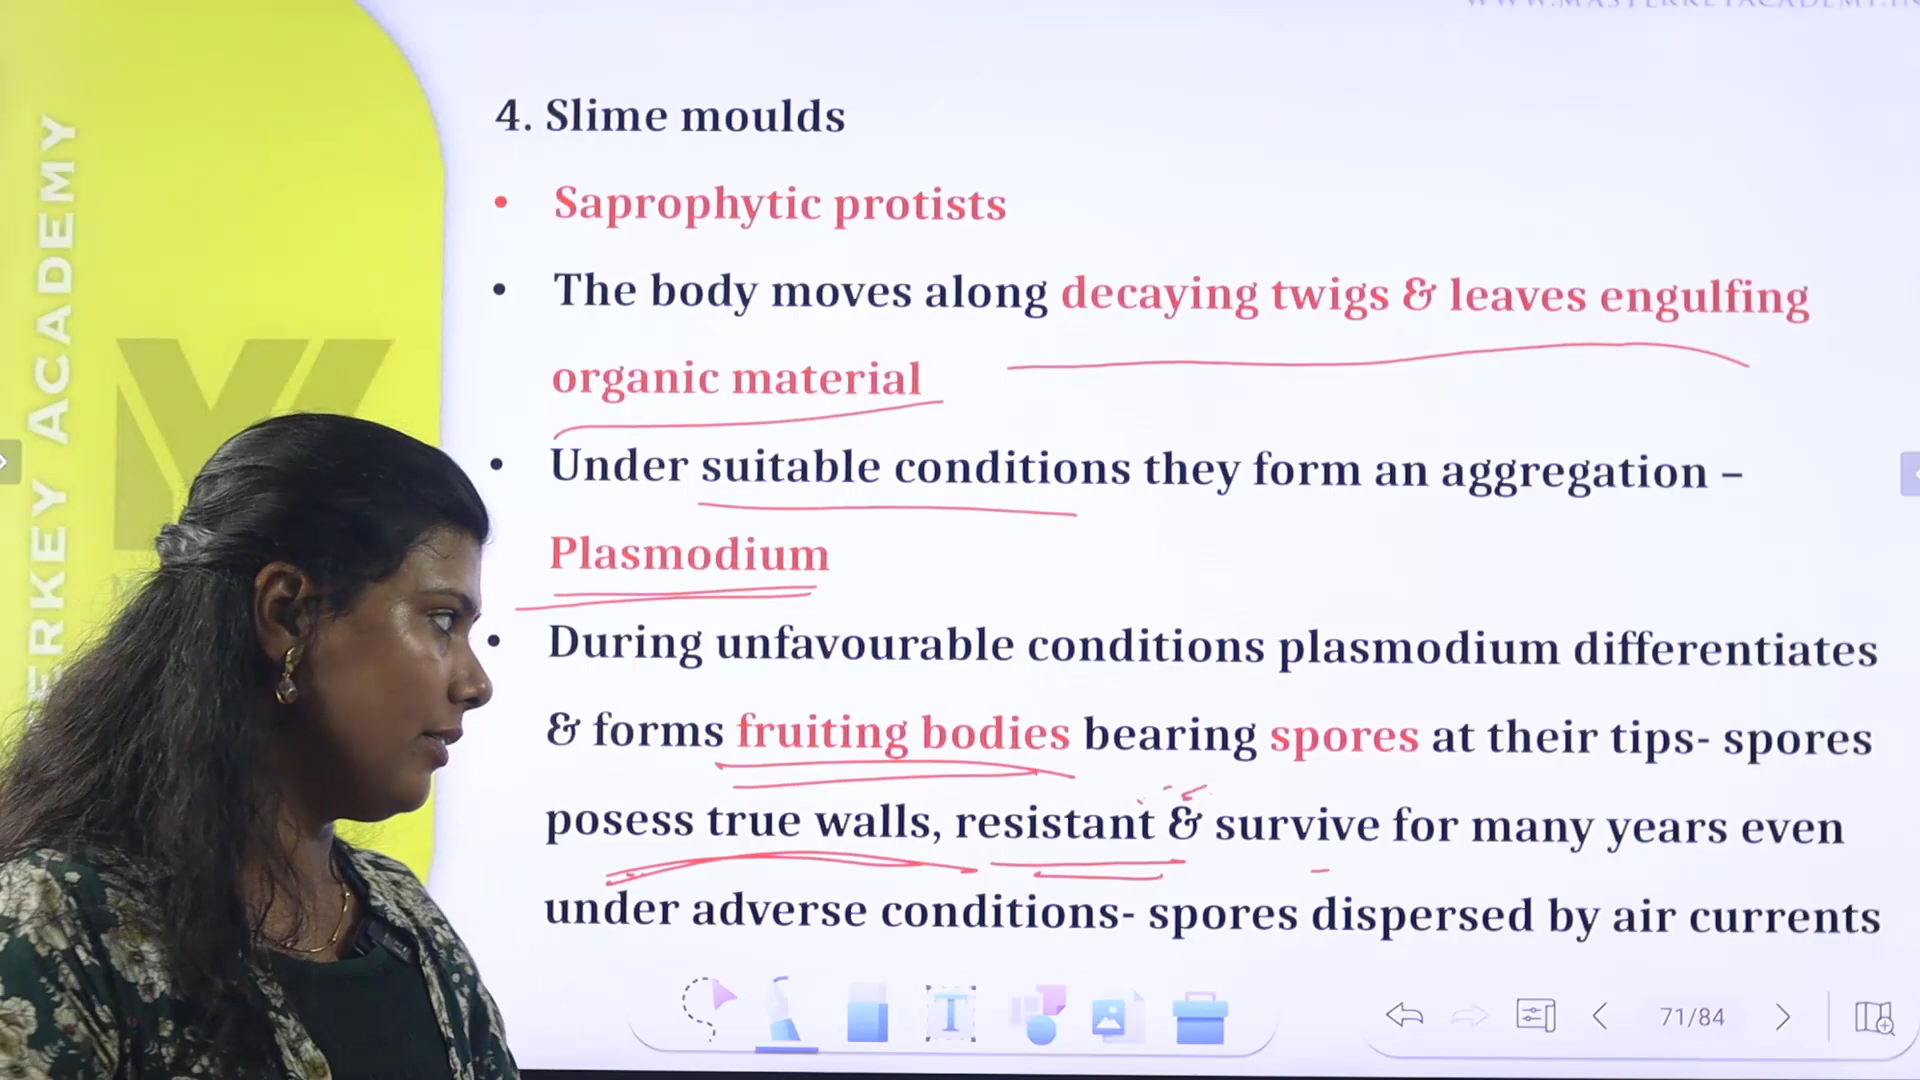 4. Slime moulds
• Saprophytic protists
• The body moves along decaying twigs & leaves engulfing
organic material
• Under suitable conditions they form an aggregation –
Plasmodium
• During unfavourable conditions plasmodium differentiates
& forms fruiting bodies bearing spores at their tips- spores
posess true walls, resistant & survive for many years even
under adverse conditions- spores dispersed by air currents
71/84
T
ERKEY ACADEMY